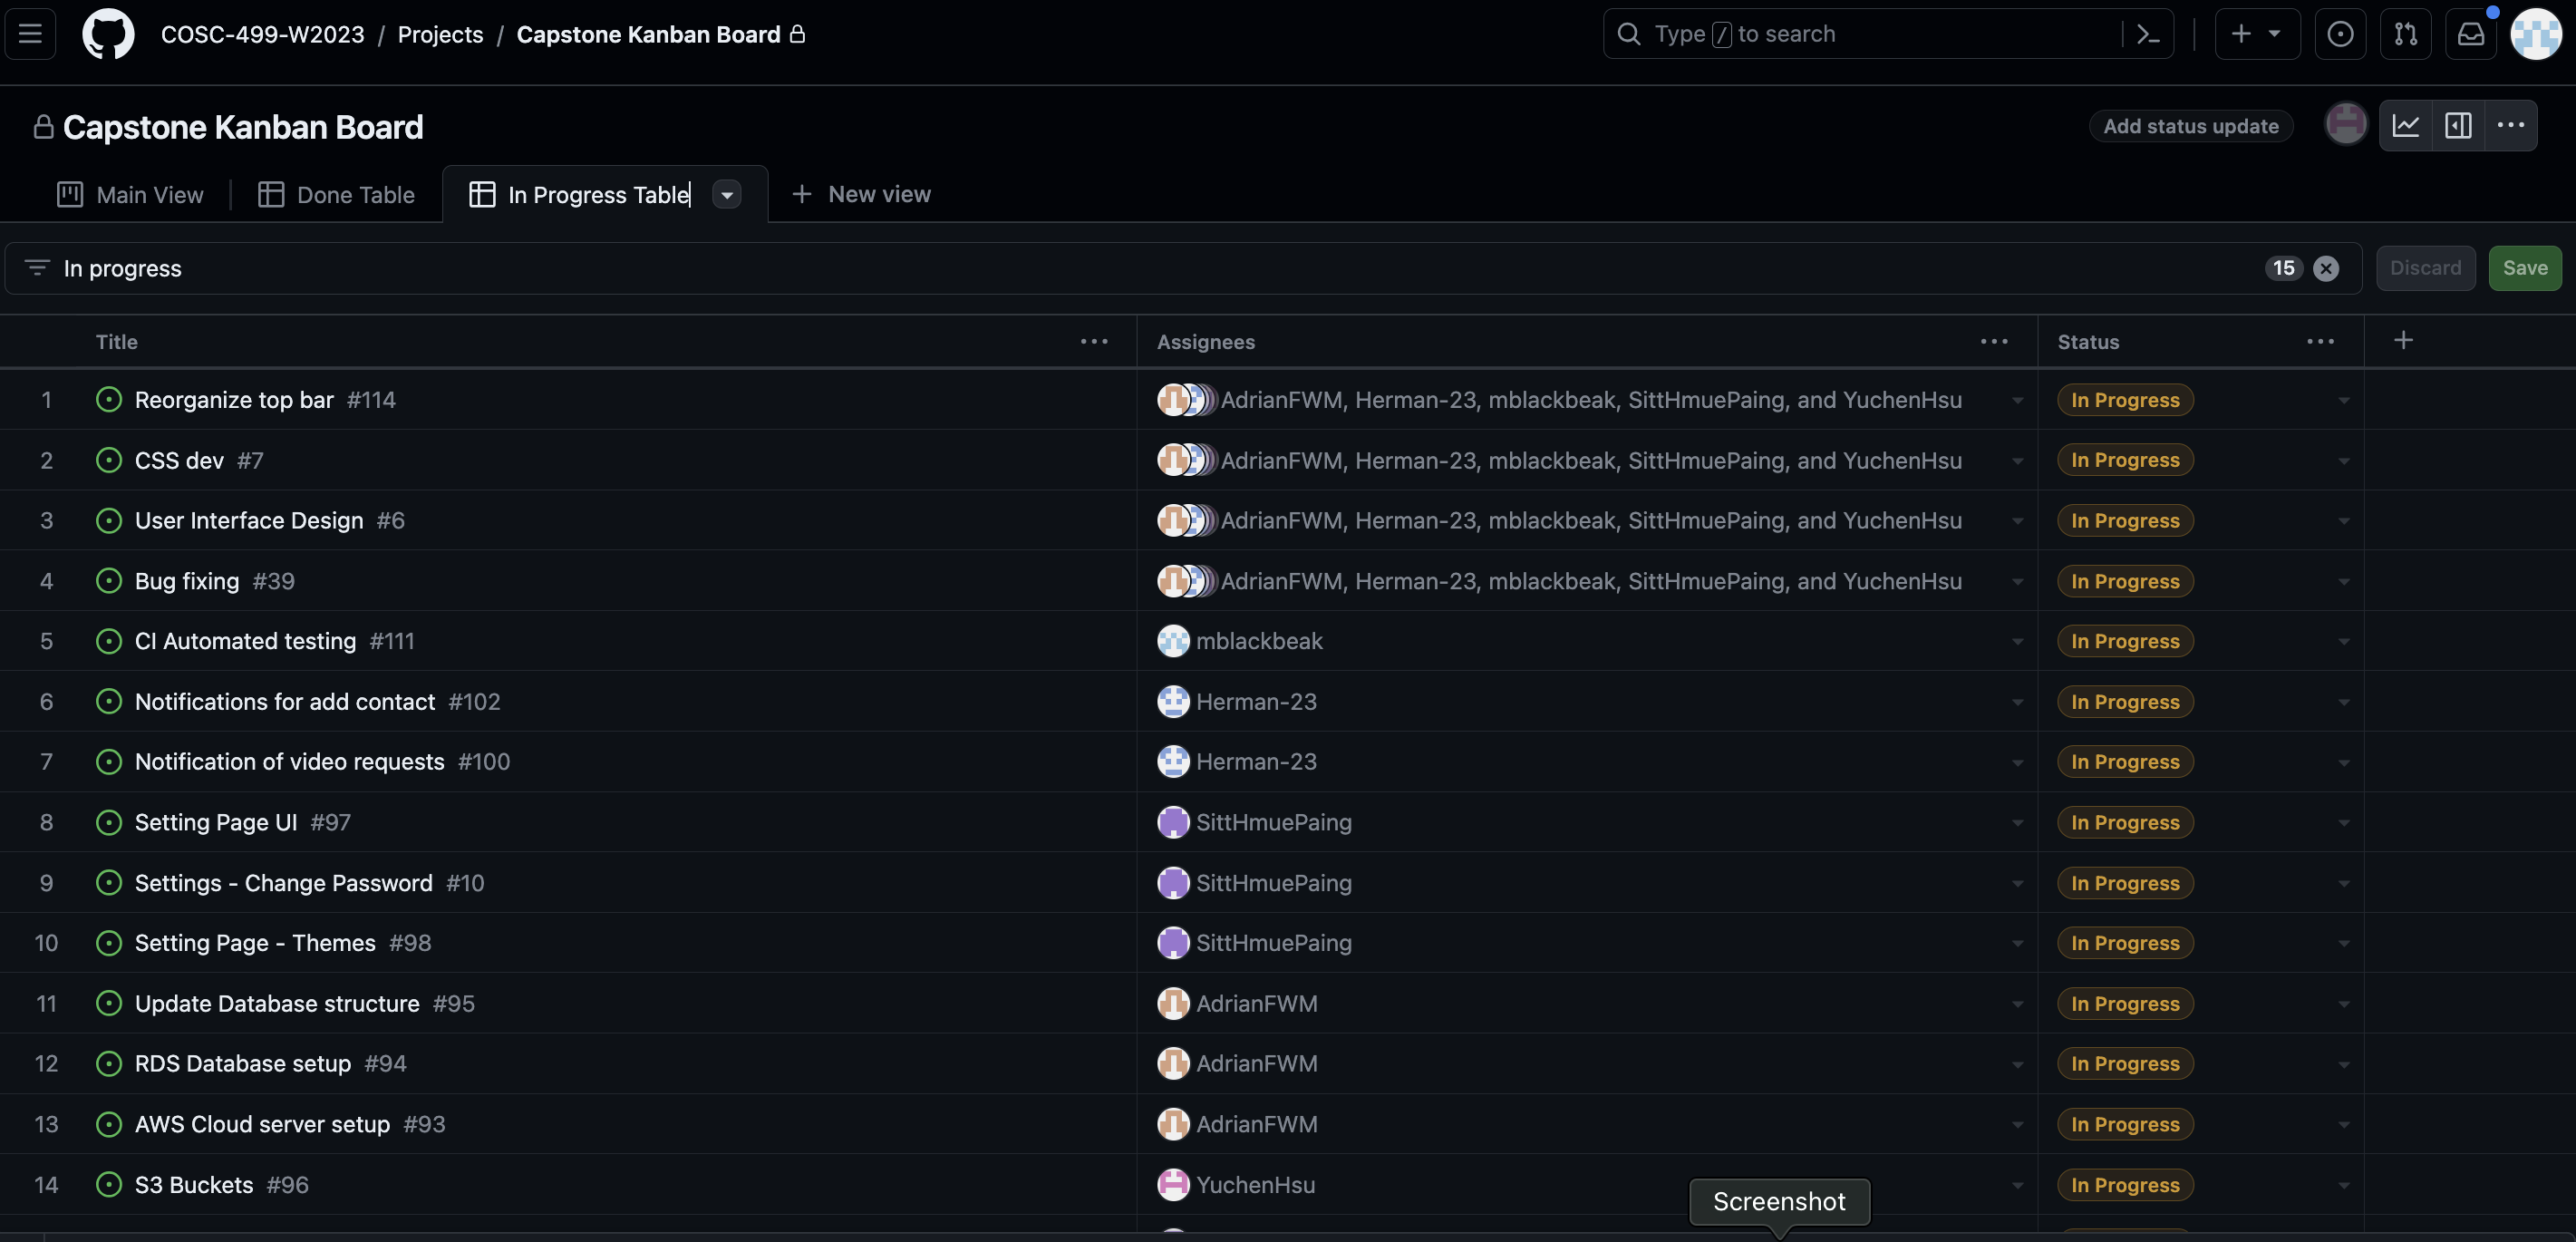 COSC-499-W2023 / Projects / Capstone Kanban Board
Type / to search
Capstone Kanban Board
Add status update
Main View
Done Table
In Progress Table
+ New view
In progress
15
Discard
Save
Title
Assignees
Status
1 Reorganize top bar #114 AdrianFWM, Herman-23, mblackbeak, SittHmuePaing, and YuchenHsu In Progress
2 CSS dev #7 AdrianFWM, Herman-23, mblackbeak, SittHmuePaing, and YuchenHsu In Progress
3 User Interface Design #6 AdrianFWM, Herman-23, mblackbeak, SittHmuePaing, and YuchenHsu In Progress
4 Bug fixing #39 AdrianFWM, Herman-23, mblackbeak, SittHmuePaing, and YuchenHsu In Progress
5 CI Automated testing #111 mblackbeak In Progress
6 Notifications for add contact #102 Herman-23 In Progress
7 Notification of video requests #100 Herman-23 In Progress
8 Setting Page UI #97 SittHmuePaing In Progress
9 Settings - Change Password #10 SittHmuePaing In Progress
10 Setting Page - Themes #98 SittHmuePaing In Progress
11 Update Database structure #95 AdrianFWM In Progress
12 RDS Database setup #94 AdrianFWM In Progress
13 AWS Cloud server setup #93 AdrianFWM In Progress
14 S3 Buckets #96 YuchenHsu In Progress
Screenshot